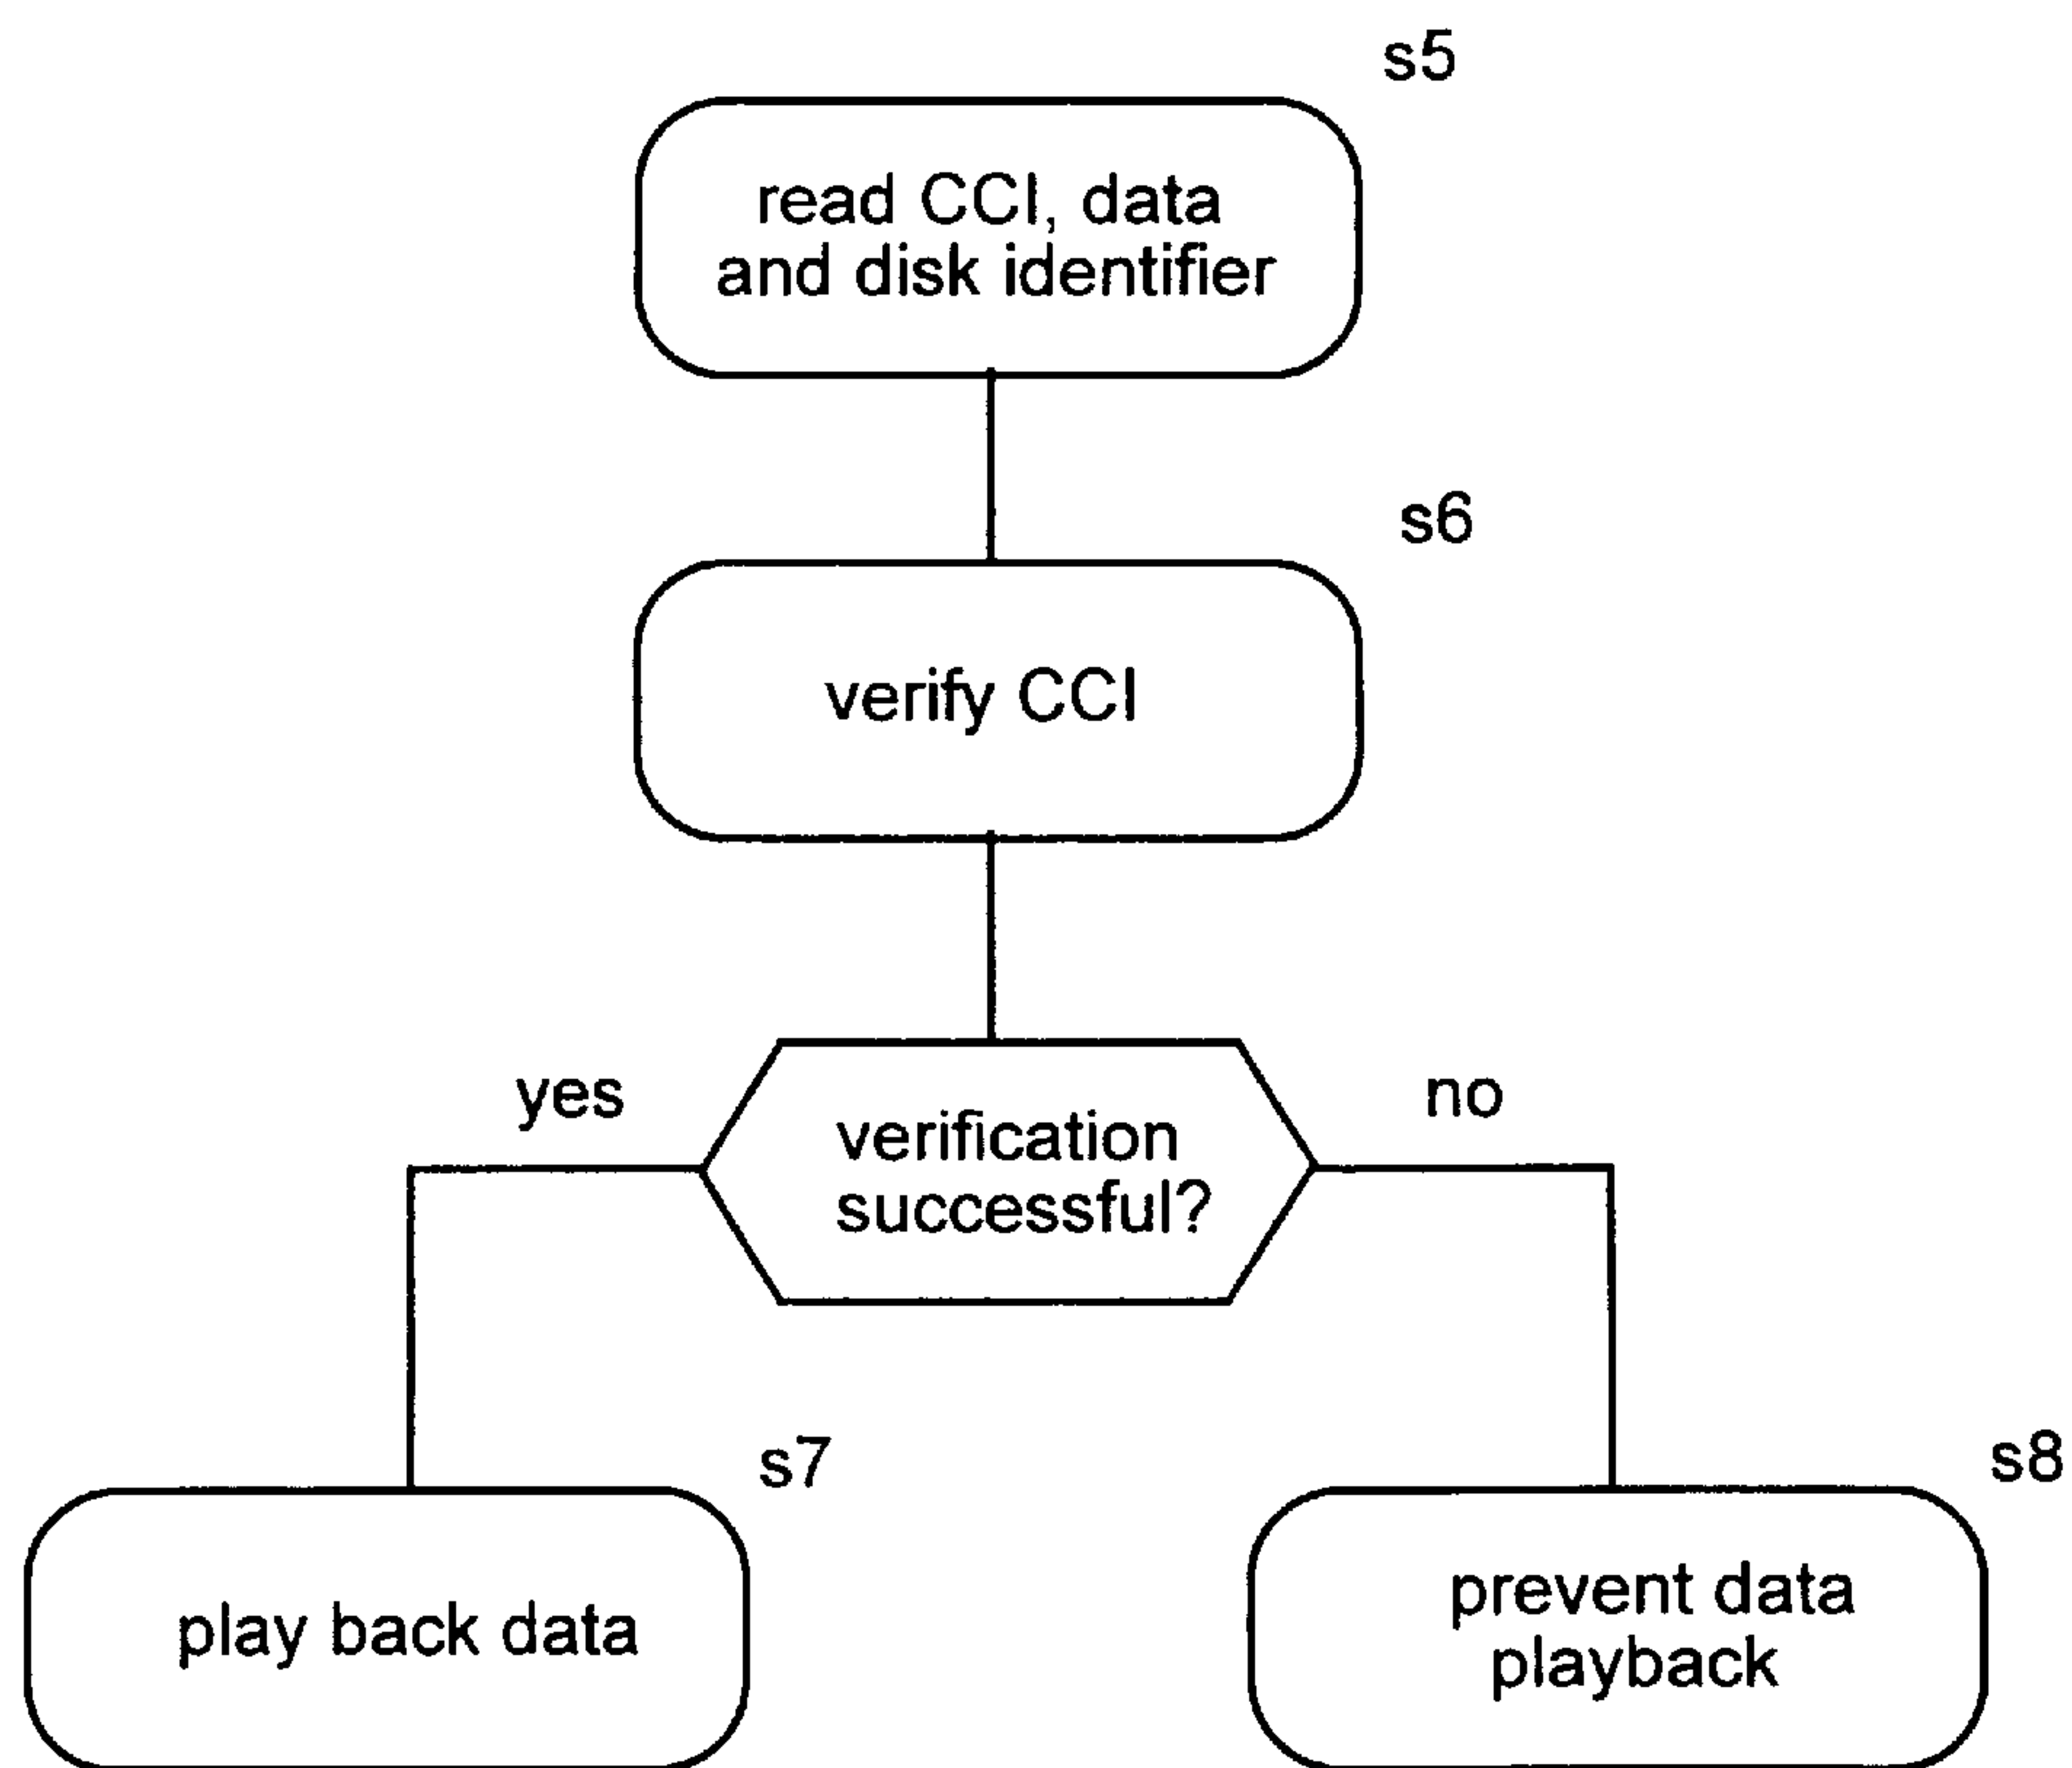 s5
read CCI, data
and disk identifier
s6
verify CCI
yes
no
verification
successful?
s7
s8
play back data
prevent data
playback